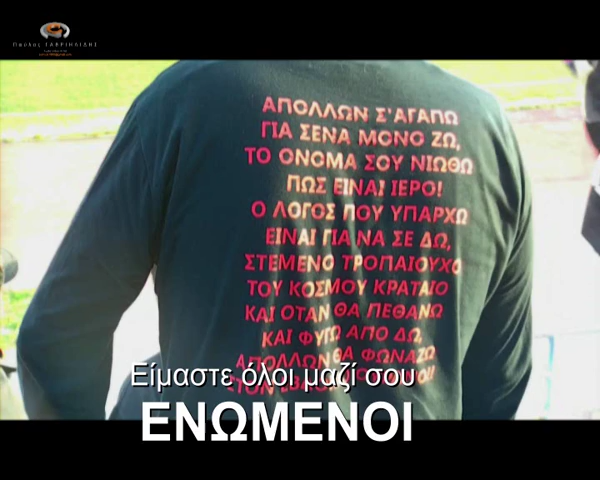 Παύλος ΓΑΒΡΙΗΛΙΔΗΣ
ΑΠΟΛΛΩΝ Σ'ΑΓΑΠΩ
ΓΙΑ ΣΕΝΑ ΜΟΝΟ ΖΩ,
ΤΟ ΟΝΟΜΑ ΣΟΥ ΝΙΩΘΩ
ΠΩΣ ΕΙΝΑΙ ΙΕΡΟ!
Ο ΛΟΓΟΣ ΠΟΥ ΥΠΑΡΧΩ
ΕΙΝΑΙ ΓΙΑ ΝΑ ΣΕ ΔΩ,
ΣΤΕΜΕΝΟ ΤΡΟΠΑΙΟΥΧΟ
ΤΟΥ ΚΟΣΜΟΥ ΚΡΑΤΑΙΟ
ΚΑΙ ΟΤΑΝ ΘΑ ΠΕΘΑΝΩ
ΚΑΙ ΦΥΓΩ ΑΠΟ ΔΩ,
ΑΠΟΛΛΩΝ ΘΑ ΦΩΝΑΖΩ
Είμαστε όλοι μαζί σου
ΕΝΩΜΕΝΟΙ